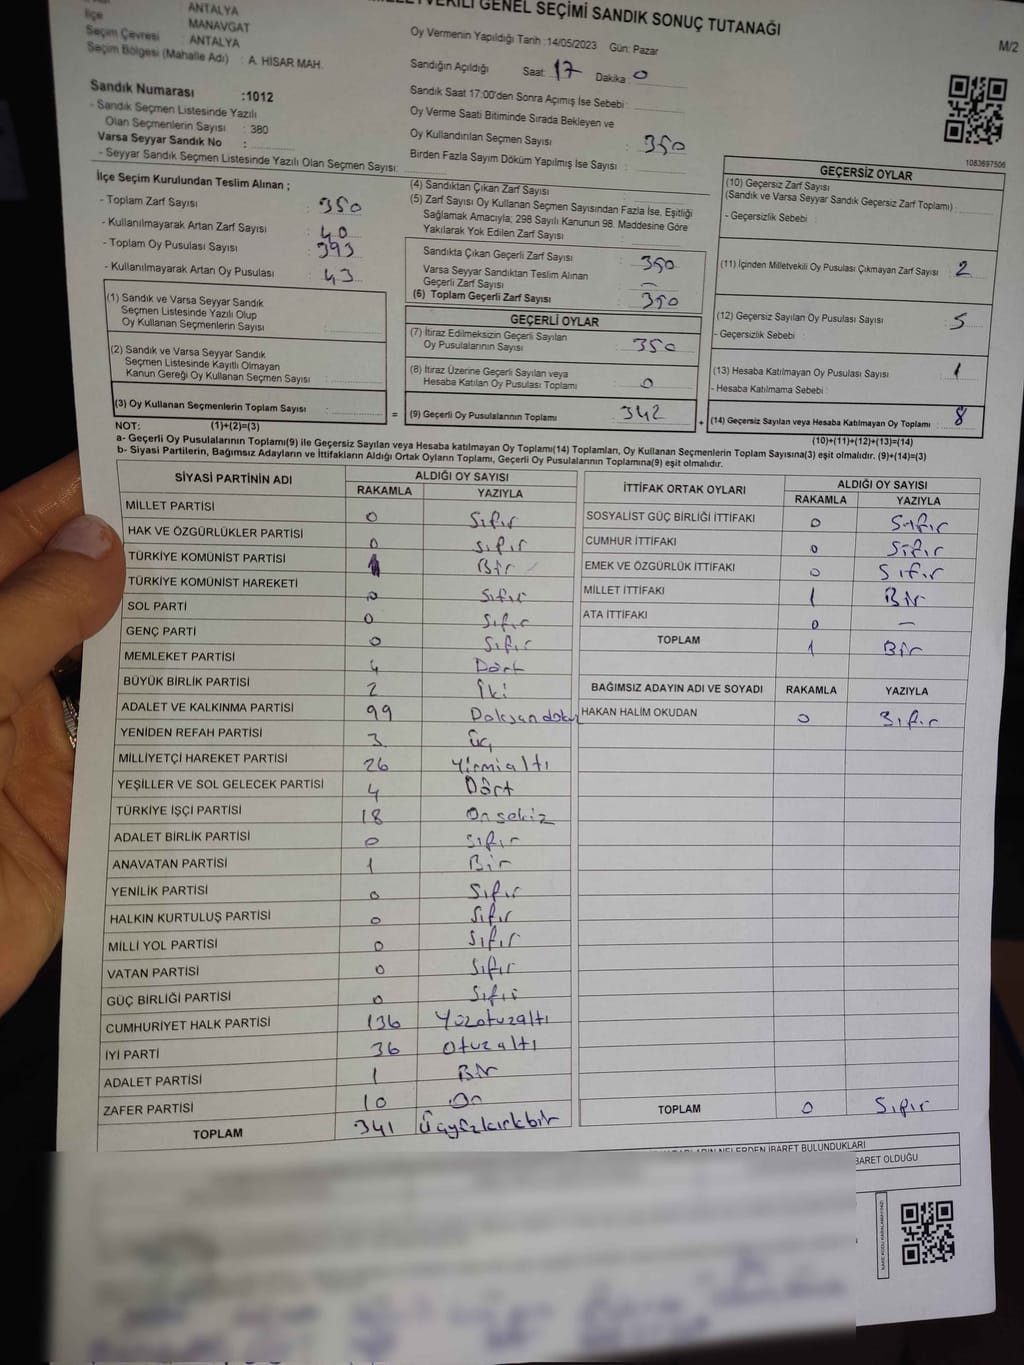 ANTALYA
İlçe MANAVGAT
Seçim Çevresi : ANTALYA
Seçim Bölgesi (Mahalle Adı) : A. HİSAR MAH.
GENEL SEÇİMİ SANDIK SONUÇ TUTANAĞI
M/2
Oy Vermenin Yapıldığı Tarih :14/05/2023 Gün: Pazar
Sandığın Açıldığı Saat: 17 Dakika 0
Sandık Saat 17:00'den Sonra Açımış İse Sebebi:
Oy Verme Saati Bitiminde Sırada Bekleyen ve
Oy Kullandırılan Seçmen Sayısı : 350
Birden Fazla Sayım Döküm Yapılmış İse Sayısı :
Sandık Numarası :1012
- Sandık Seçmen Listesinde Yazılı
Olan Seçmenlerin Sayısı : 380
Varsa Seyyar Sandık No :
- Seyyar Sandık Seçmen Listesinde Yazılı Olan Seçmen Sayısı:
1083697506
İlçe Seçim Kurulundan Teslim Alınan ;
- Toplam Zarf Sayısı : 350
- Kullanılmayarak Artan Zarf Sayısı : 40
- Toplam Oy Pusulası Sayısı : 393
- Kullanılmayarak Artan Oy Pusulası : 43
(1) Sandık ve Varsa Seyyar Sandık
Seçmen Listesinde Yazılı Olup
Oy Kullanan Seçmenlerin Sayısı :
(2) Sandık ve Varsa Seyyar Sandık
Seçmen Listesinde Kayıtlı Olmayan
Kanun Gereği Oy Kullanan Seçmen Sayısı :
(3) Oy Kullanan Seçmenlerin Toplam Sayısı :
(4) Sandıktan Çıkan Zarf Sayısı :
(5) Zarf Sayısı Oy Kullanan Seçmen Sayısından Fazla İse, Eşitliği
Sağlamak Amacıyla; 298 Sayılı Kanunun 98. Maddesine Göre
Yakılarak Yok Edilen Zarf Sayısı :
Sandıkta Çıkan Geçerli Zarf Sayısı : 350
Varsa Seyyar Sandıktan Teslim Alınan
Geçerli Zarf Sayısı : —
(6) Toplam Geçerli Zarf Sayısı : 350
GEÇERLİ OYLAR
(7) İtiraz Edilmeksizin Geçerli Sayılan
Oy Pusulalarının Sayısı : 350
(8) İtiraz Üzerine Geçerli Sayılan veya
Hesaba Katılan Oy Pusulası Toplamı : 0
= (9) Geçerli Oy Pusulalarının Toplamı : 342 +
GEÇERSİZ OYLAR
(10) Geçersiz Zarf Sayısı
(Sandık ve Varsa Seyyar Sandık Geçersiz Zarf Toplamı) :
- Geçersizlik Sebebi :
(11) İçinden Milletvekili Oy Pusulası Çıkmayan Zarf Sayısı : 2
(12) Geçersiz Sayılan Oy Pusulası Sayısı : 5
- Geçersizlik Sebebi :
(13) Hesaba Katılmayan Oy Pusulası Sayısı : 1
- Hesaba Katılmama Sebebi :
(14) Geçersiz Sayılan veya Hesaba Katılmayan Oy Toplamı : 8
NOT: (1)+(2)=(3) (10)+(11)+(12)+(13)=(14)
a- Geçerli Oy Pusulalarının Toplamı(9) ile Geçersiz Sayılan veya Hesaba katılmayan Oy Toplamı(14) Toplamları, Oy Kullanan Seçmenlerin Toplam Sayısına(3) eşit olmalıdır. (9)+(14)=(3)
b- Siyasi Partilerin, Bağımsız Adayların ve İttifakların Aldığı Ortak Oyların Toplamı, Geçerli Oy Pusulalarının Toplamına(9) eşit olmalıdır.
SİYASİ PARTİNİN ADI ALDIĞI OY SAYISI
RAKAMLA YAZIYLA
MİLLET PARTİSİ 0 Sıfır
HAK VE ÖZGÜRLÜKLER PARTİSİ 0 Sıfır
TÜRKİYE KOMÜNİST PARTİSİ 1 Bir
TÜRKİYE KOMÜNİST HAREKETİ 0 Sıfır
SOL PARTİ 0 Sıfır
GENÇ PARTİ 0 Sıfır
MEMLEKET PARTİSİ 4 Dört
BÜYÜK BİRLİK PARTİSİ 2 İki
ADALET VE KALKINMA PARTİSİ 99 Doksandokuz
YENİDEN REFAH PARTİSİ 3 Üç
MİLLİYETÇİ HAREKET PARTİSİ 26 Yirmialtı
YEŞİLLER VE SOL GELECEK PARTİSİ 4 Dört
TÜRKİYE İŞÇİ PARTİSİ 18 Onsekiz
ADALET BİRLİK PARTİSİ 0 Sıfır
ANAVATAN PARTİSİ 1 Bir
YENİLİK PARTİSİ 0 Sıfır
HALKIN KURTULUŞ PARTİSİ 0 Sıfır
MİLLİ YOL PARTİSİ 0 Sıfır
VATAN PARTİSİ 0 Sıfır
GÜÇ BİRLİĞİ PARTİSİ 0 Sıfır
CUMHURİYET HALK PARTİSİ 136 Yüzotuzaltı
İYİ PARTİ 36 Otuzaltı
ADALET PARTİSİ 1 Bir
ZAFER PARTİSİ 10 On
TOPLAM 341 Üçyüzkırkbir
İTTİFAK ORTAK OYLARI ALDIĞI OY SAYISI
RAKAMLA YAZIYLA
SOSYALİST GÜÇ BİRLİĞİ İTTİFAKI 0 Sıfır
CUMHUR İTTİFAKI 0 Sıfır
EMEK VE ÖZGÜRLÜK İTTİFAKI 0 Sıfır
MİLLET İTTİFAKI 1 Bir
ATA İTTİFAKI 0 —
TOPLAM 1 Bir
BAĞIMSIZ ADAYIN ADI VE SOYADI RAKAMLA YAZIYLA
HAKAN HALİM OKUDAN 0 Sıfır
TOPLAM 0 Sıfır
NELERDEN İBARET BULUNDUKLARI
BARET OLDUĞU